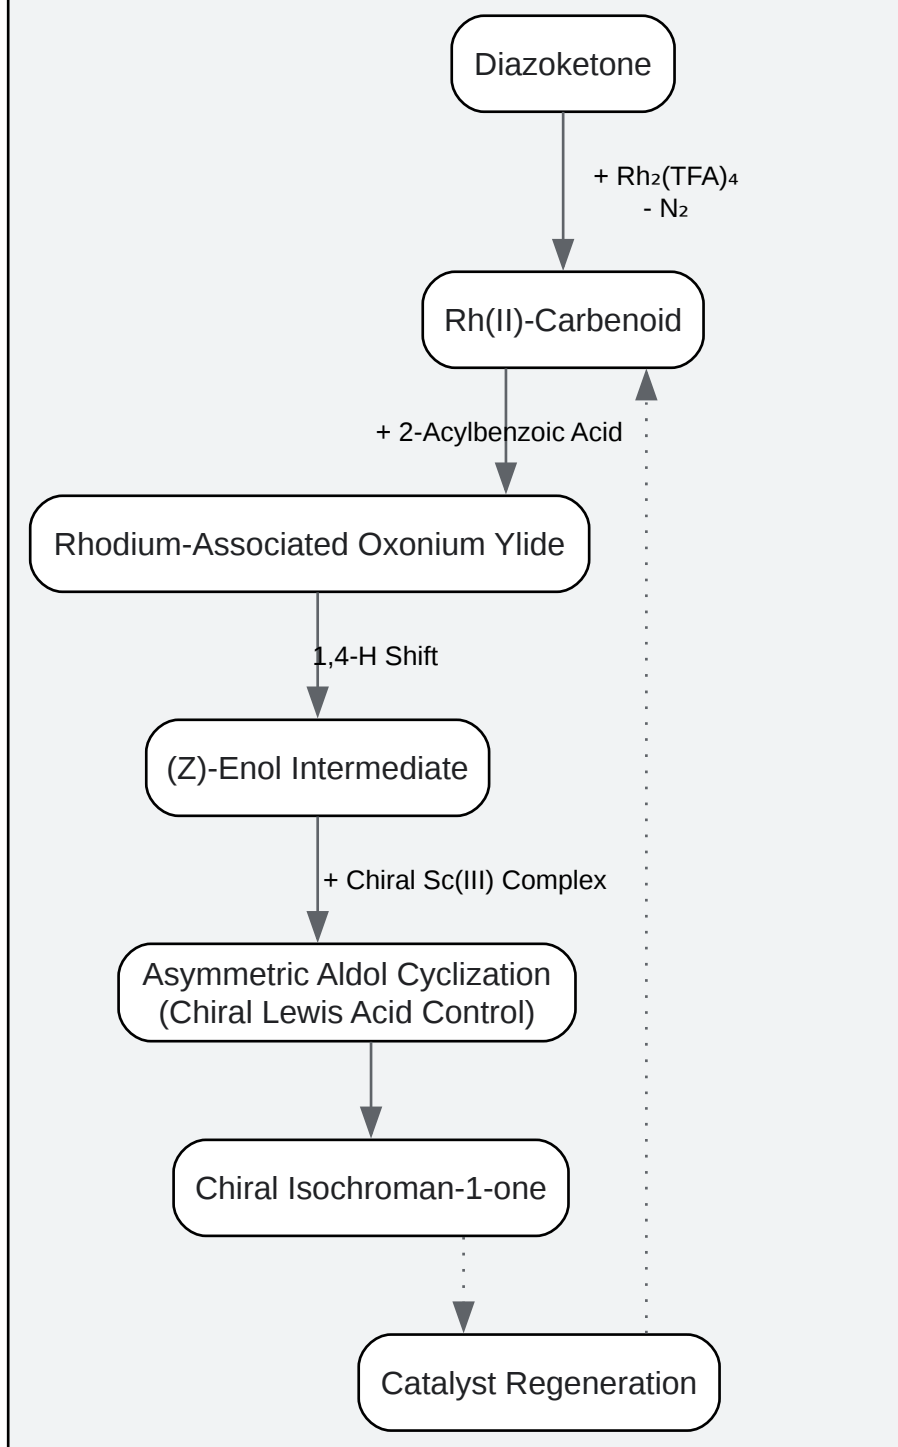 Diazoketone
+ Rh₂(TFA)₄
- N₂
Rh(II)-Carbenoid
+ 2-Acylbenzoic Acid
Rhodium-Associated Oxonium Ylide
1,4-H Shift
(Z)-Enol Intermediate
+ Chiral Sc(III) Complex
Asymmetric Aldol Cyclization
(Chiral Lewis Acid Control)
Chiral Isochroman-1-one
Catalyst Regeneration